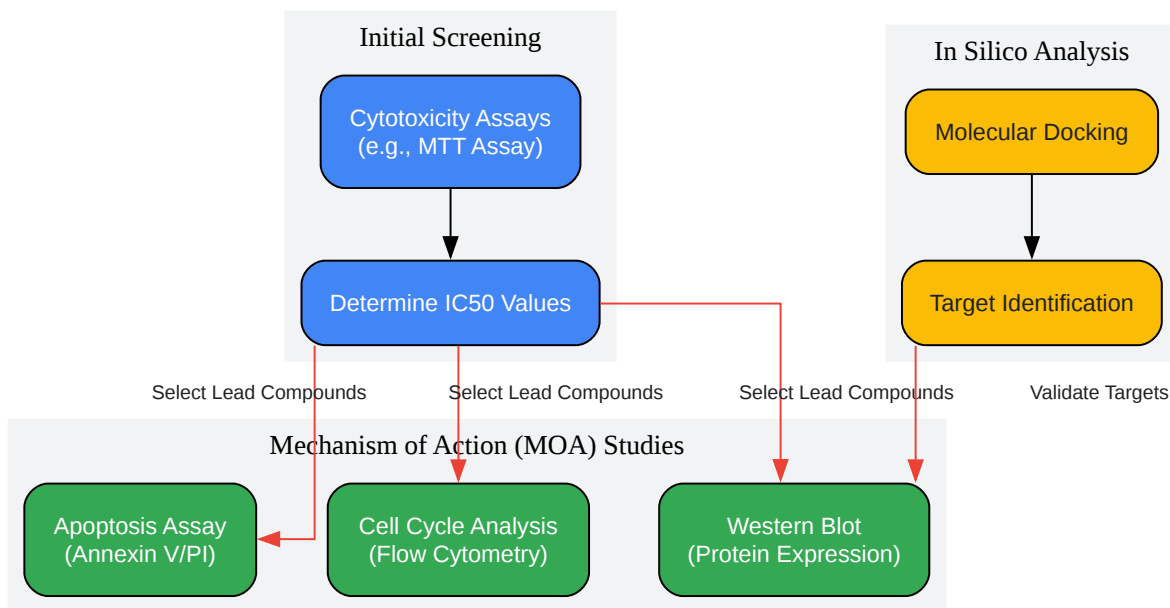 Initial Screening
In Silico Analysis
Cytotoxicity Assays
(e.g., MTT Assay)
Molecular Docking
Determine IC50 Values
Target Identification
Select Lead Compounds
Select Lead Compounds
Select Lead Compounds
Validate Targets
Mechanism of Action (MOA) Studies
Apoptosis Assay
(Annexin V/PI)
Cell Cycle Analysis
(Flow Cytometry)
Western Blot
(Protein Expression)